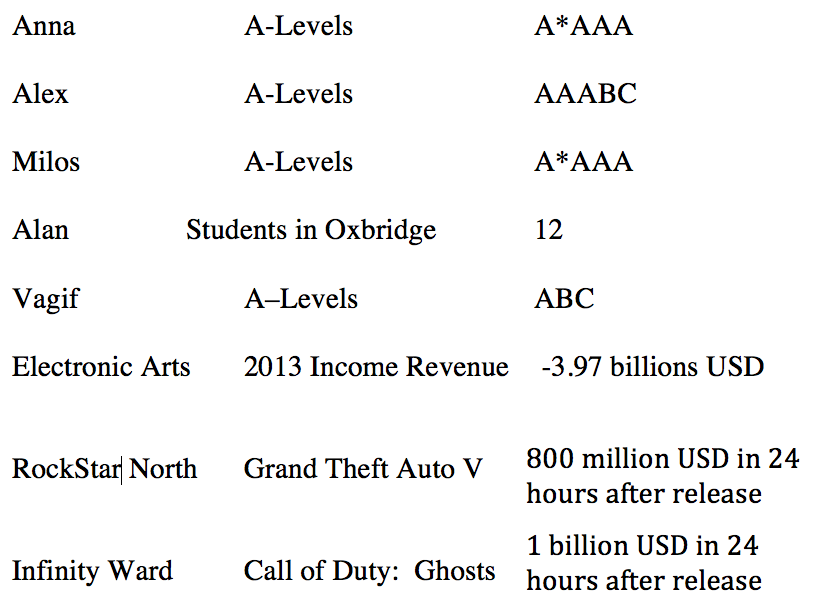 Anna A-Levels A*AAA
Alex A-Levels AAABC
Milos A-Levels A*AAA
Alan Students in Oxbridge 12
Vagif A–Levels ABC
Electronic Arts 2013 Income Revenue -3.97 billions USD
RockStar North Grand Theft Auto V 800 million USD in 24
hours after release
Infinity Ward Call of Duty: Ghosts 1 billion USD in 24
hours after release